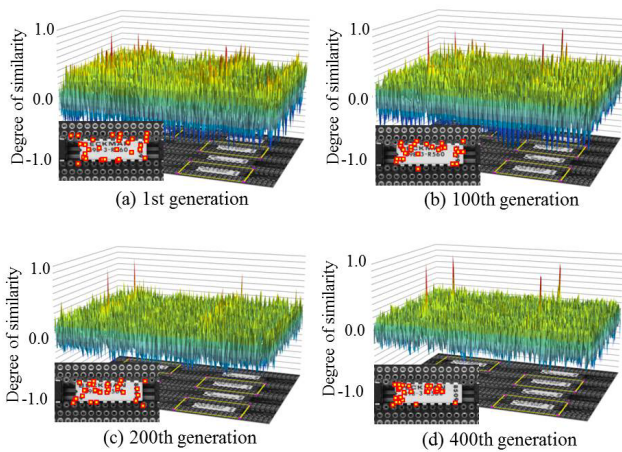 Degree of similarity
1.0
0.0
-1.0
(a) 1st generation
Degree of similarity
1.0
0.0
-1.0
(b) 100th generation
Degree of similarity
1.0
0.0
-1.0
(c) 200th generation
Degree of similarity
1.0
0.0
-1.0
(d) 400th generation